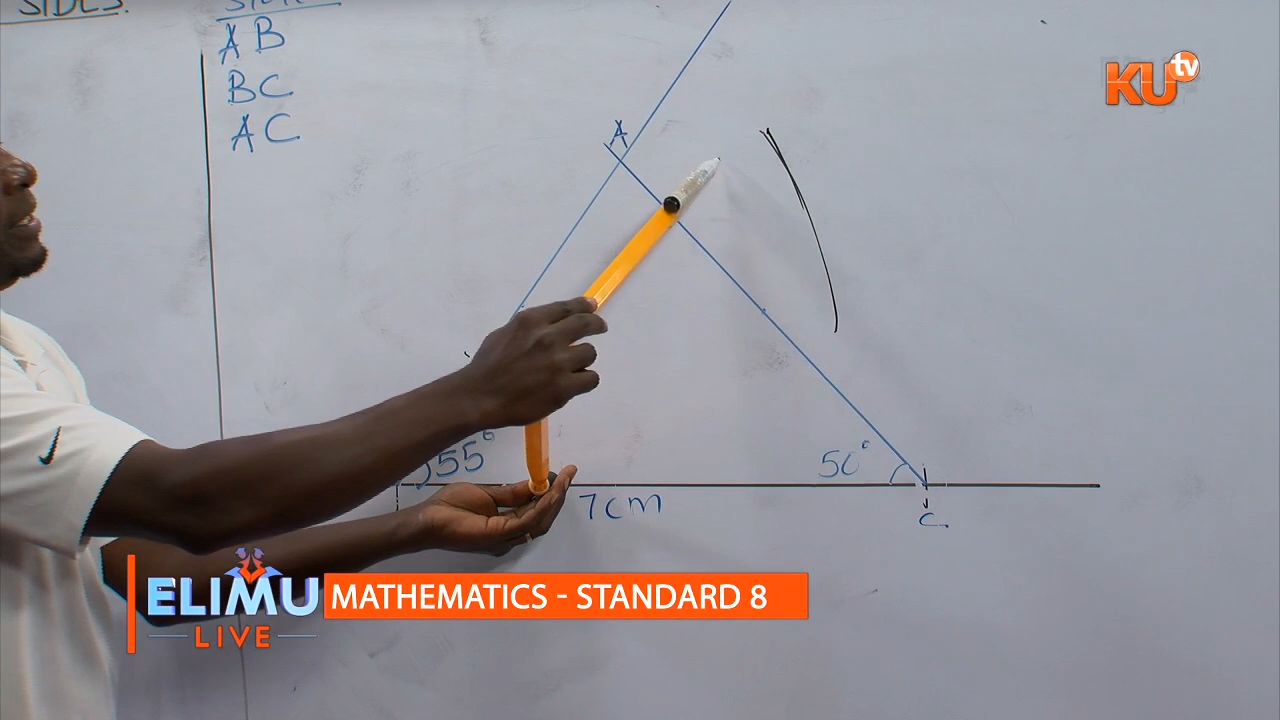 SIDES.
AB
BC
AC
A
55°
50°
7cm
C
KU tv
ELIMU
LIVE
MATHEMATICS - STANDARD 8